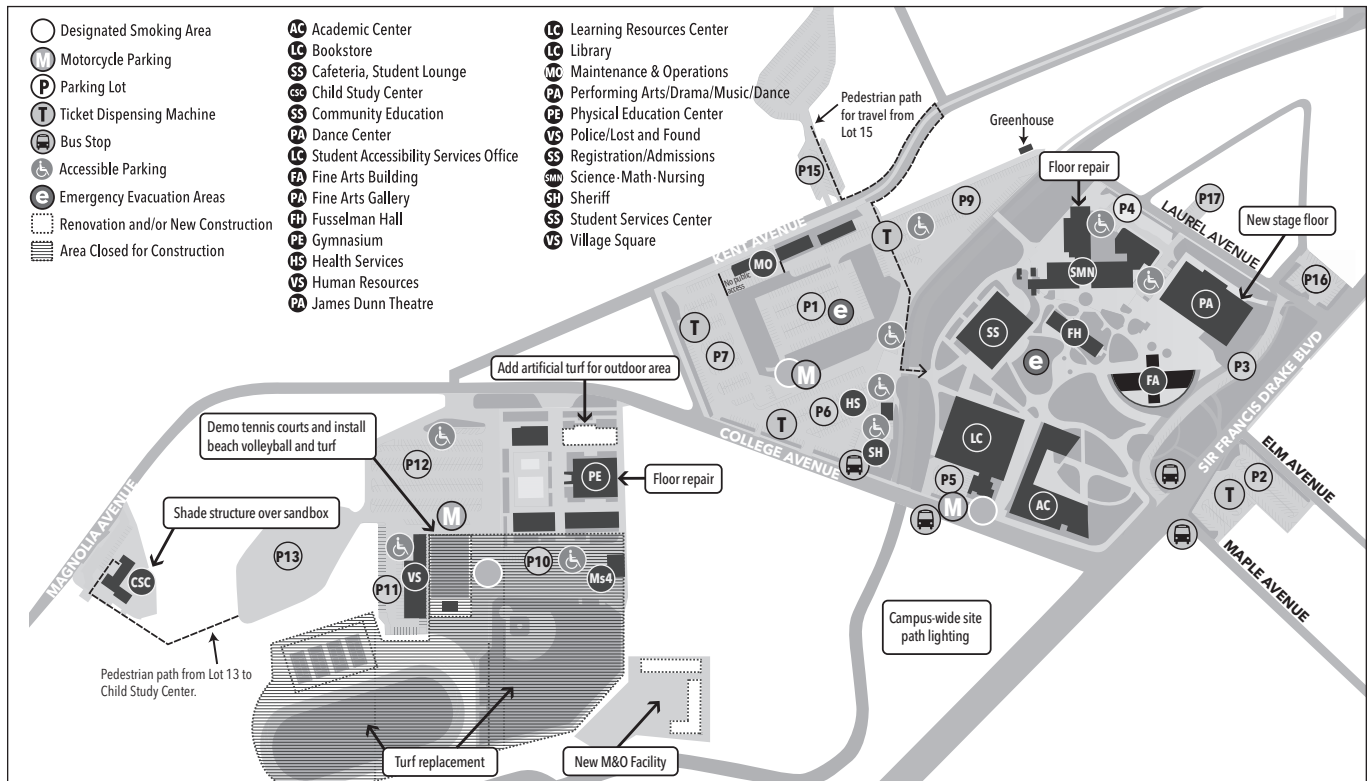 Designated Smoking Area
M Motorcycle Parking
P Parking Lot
T Ticket Dispensing Machine
Bus Stop
Accessible Parking
e Emergency Evacuation Areas
Renovation and/or New Construction
Area Closed for Construction
AC Academic Center
LC Bookstore
SS Cafeteria, Student Lounge
CSC Child Study Center
SS Community Education
PA Dance Center
LC Student Accessibility Services Office
FA Fine Arts Building
PA Fine Arts Gallery
FH Fusselman Hall
PE Gymnasium
HS Health Services
VS Human Resources
PA James Dunn Theatre
LC Learning Resources Center
LC Library
MO Maintenance & Operations
PA Performing Arts/Drama/Music/Dance
PE Physical Education Center
VS Police/Lost and Found
SS Registration/Admissions
SMN Science·Math·Nursing
SH Sheriff
SS Student Services Center
VS Village Square
Pedestrian path
for travel from
Lot 15
Greenhouse
P15
Floor repair
P9
P4
P17
LAUREL AVENUE
New stage floor
KENT AVENUE
T
MO
No public
access
SMN
P16
PA
P1
e
T
P7
SS
FH
e
P3
M
FA
SIR FRANCIS DRAKE BLVD
Add artificial turf for outdoor area
P6
HS
T
COLLEGE AVENUE
SH
LC
Demo tennis courts and install
beach volleyball and turf
P12
PE
Floor repair
P5
M
AC
P2
T
ELM AVENUE
MAPLE AVENUE
MAGNOLIA AVENUE
Shade structure over sandbox
M
P13
CSC
P11
VS
P10
Ms4
Campus-wide site
path lighting
Pedestrian path from Lot 13 to
Child Study Center.
Turf replacement
New M&O Facility